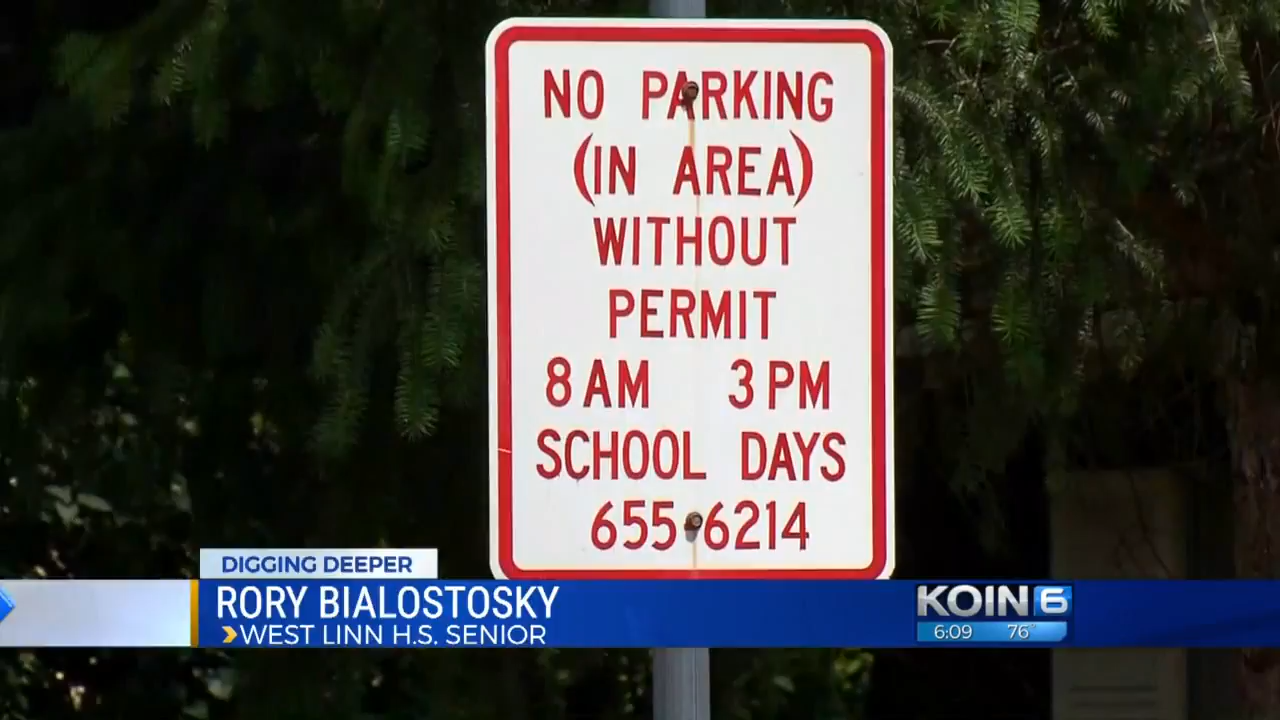 NO PARKING
(IN AREA)
WITHOUT
PERMIT
8 AM 3 PM
SCHOOL DAYS
655-6214
DIGGING DEEPER
RORY BIALOSTOSKY
WEST LINN H.S. SENIOR
KOIN 6
6:09 76°